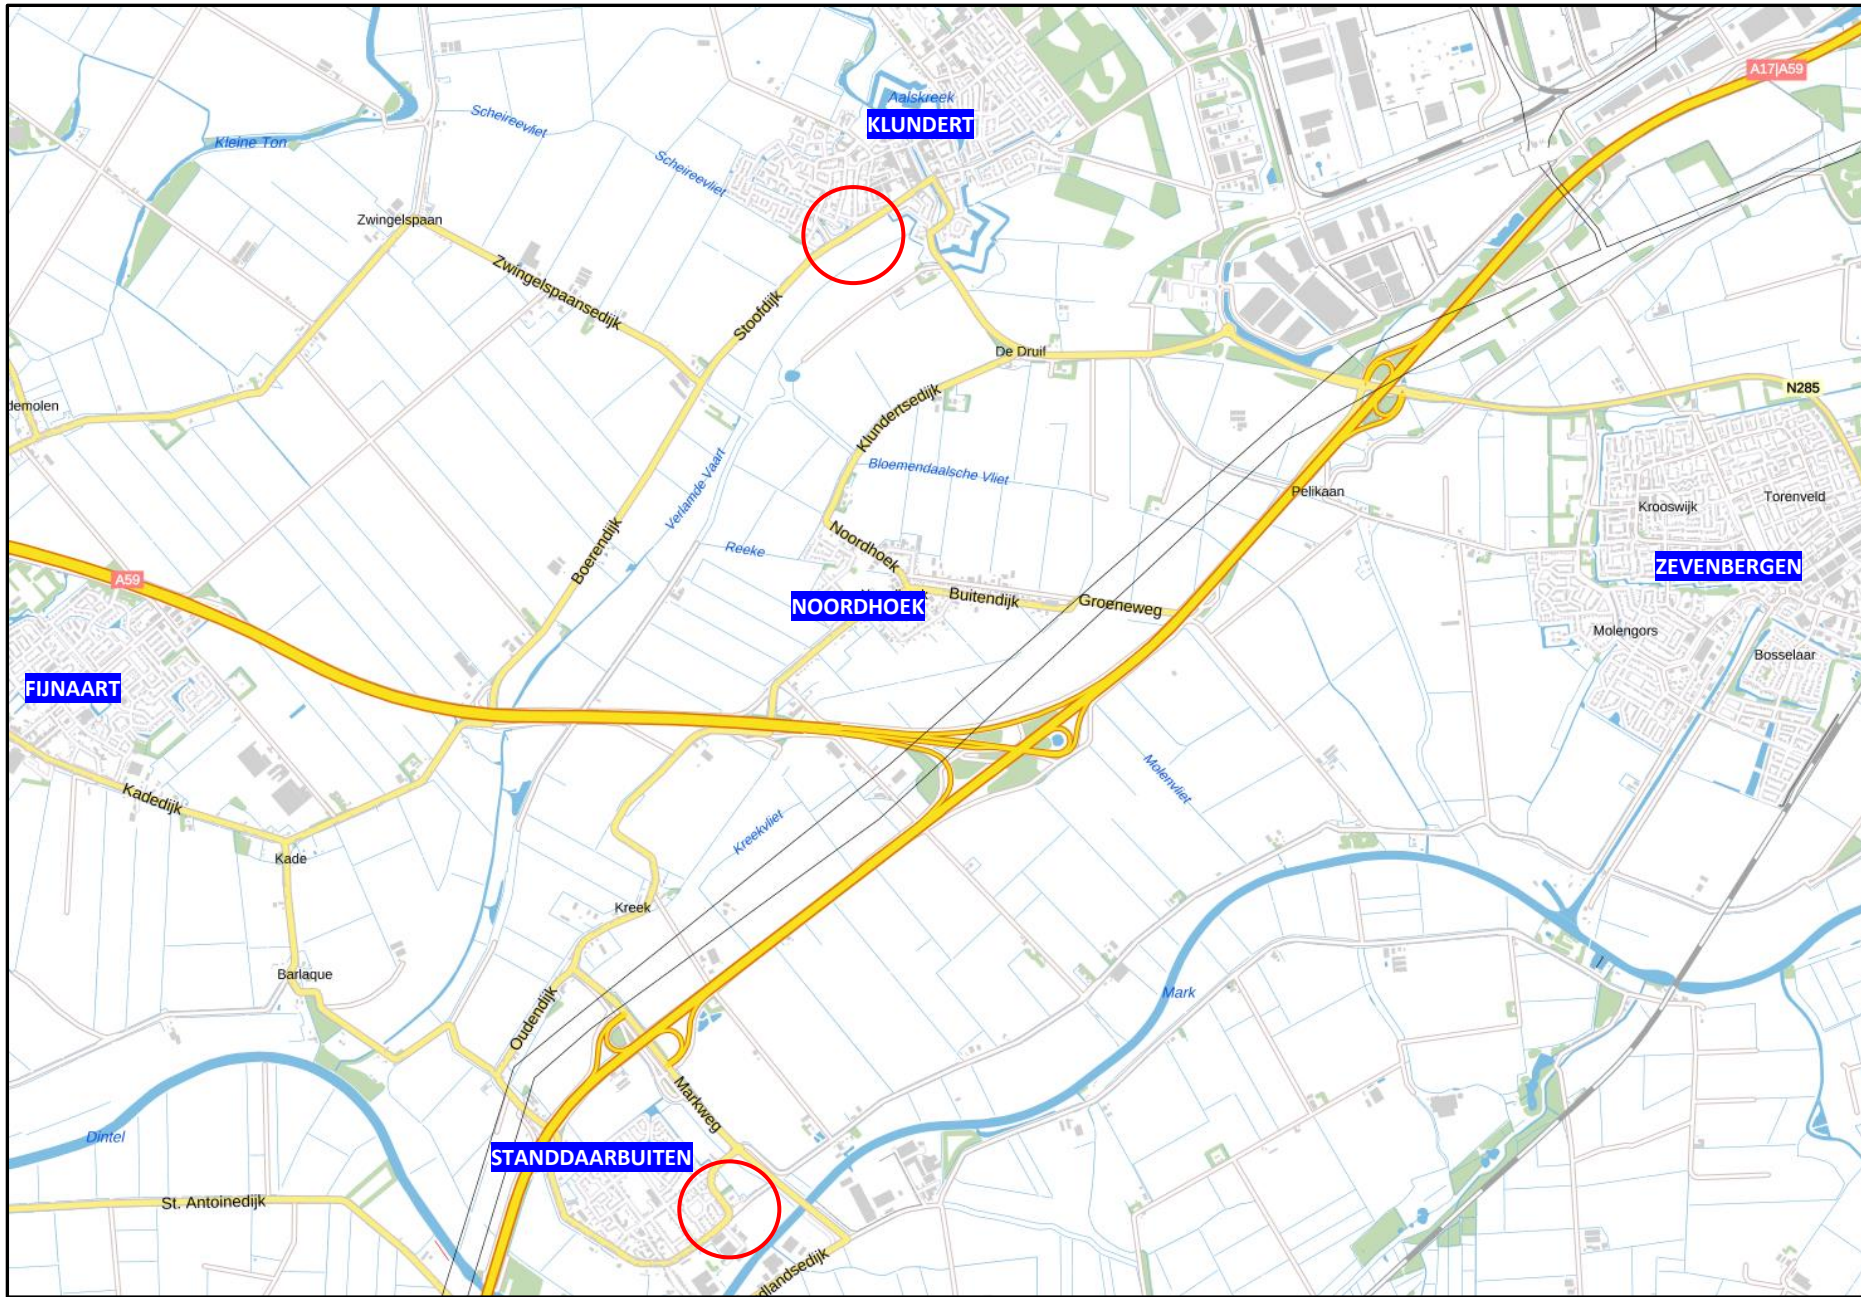 A17|A59
Aalskreek
KLUNDERT
Scheireevliet
Kleine Ton
Scheireevliet
Zwingelspaan
Zwingelspaansedijk
Stoofdijk
De Druif
N285
demolen
Klundertsedijk
Bloemendaalsche Vliet
Verlamde Vaart
Pelikaan
Torenveld
Krooswijk
Noordhoek
Boerendijk
Reeke
ZEVENBERGEN
A59
Buitendijk
Groeneweg
NOORDHOEK
Molengors
Bosselaar
FIJNAART
Molenvliet
Kadedijk
Kreekvliet
Kade
Kreek
Barlaque
Mark
Oudendijk
Markweg
Dintel
STANDDAARBUITEN
St. Antoinedijk
dlandsedijk